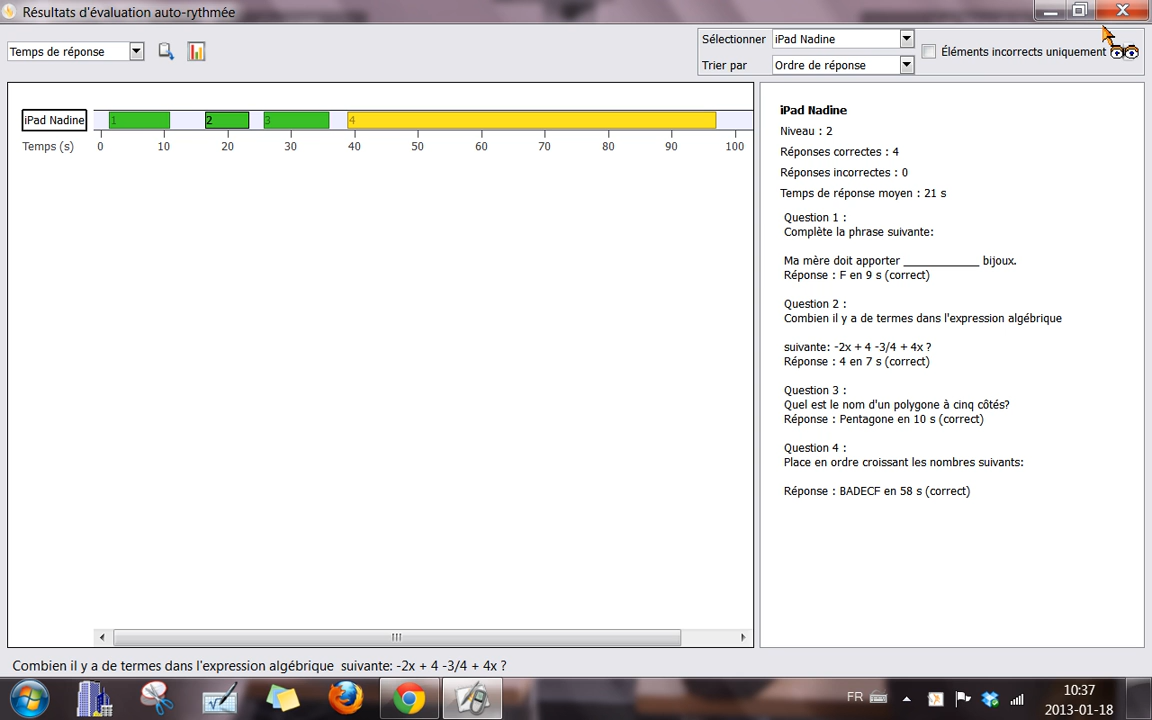 Résultats d'évaluation auto-rythmée
Temps de réponse
Sélectionner iPad Nadine
Trier par Ordre de réponse
Éléments incorrects uniquement
iPad Nadine 1 2 3 4
Temps (s) 0 10 20 30 40 50 60 70 80 90 100
iPad Nadine
Niveau : 2
Réponses correctes : 4
Réponses incorrectes : 0
Temps de réponse moyen : 21 s
Question 1 :
Complète la phrase suivante:
Ma mère doit apporter _____________ bijoux.
Réponse : F en 9 s (correct)
Question 2 :
Combien il y a de termes dans l'expression algébrique
suivante: -2x + 4 -3/4 + 4x ?
Réponse : 4 en 7 s (correct)
Question 3 :
Quel est le nom d'un polygone à cinq côtés?
Réponse : Pentagone en 10 s (correct)
Question 4 :
Place en ordre croissant les nombres suivants:
Réponse : BADECF en 58 s (correct)
Combien il y a de termes dans l'expression algébrique suivante: -2x + 4 -3/4 + 4x ?
FR
10:37
2013-01-18